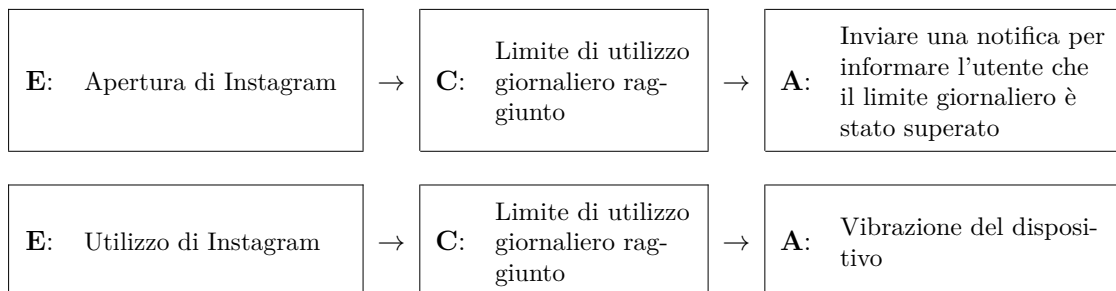 E: Apertura di Instagram → C: Limite di utilizzo giornaliero rag-
giunto → A: Inviare una notifica per
informare l'utente che
il limite giornaliero è
stato superato
E: Utilizzo di Instagram → C: Limite di utilizzo
giornaliero rag-
giunto → A: Vibrazione del disposi-
tivo